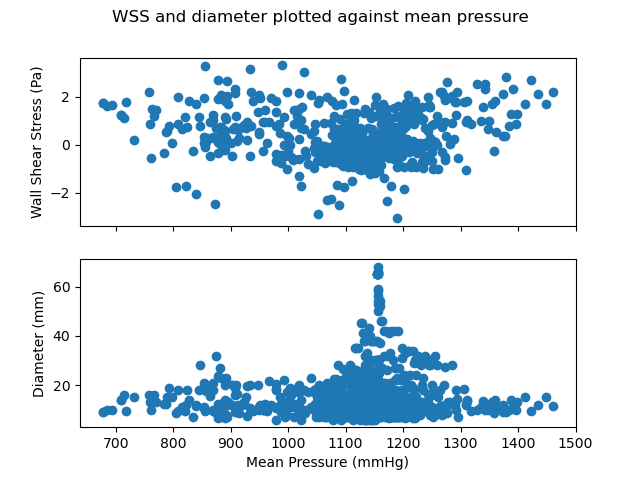 WSS and diameter plotted against mean pressure
Wall Shear Stress (Pa)
2
0
−2
Diameter (mm)
60
40
20
700 800 900 1000 1100 1200 1300 1400 1500
Mean Pressure (mmHg)